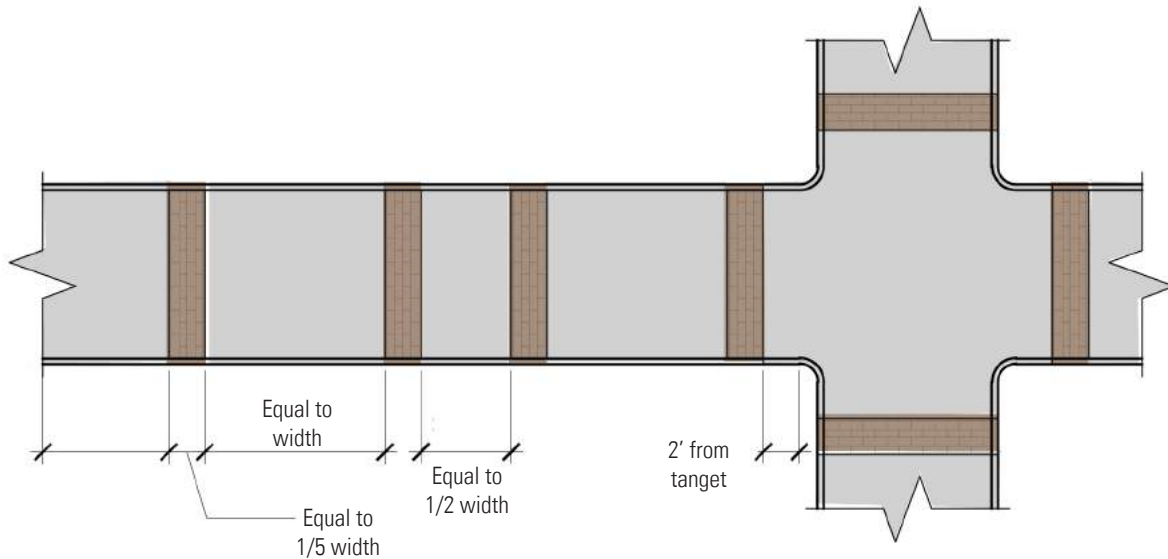 Equal to
width
Equal to
1/2 width
2’ from
tanget
Equal to
1/5 width